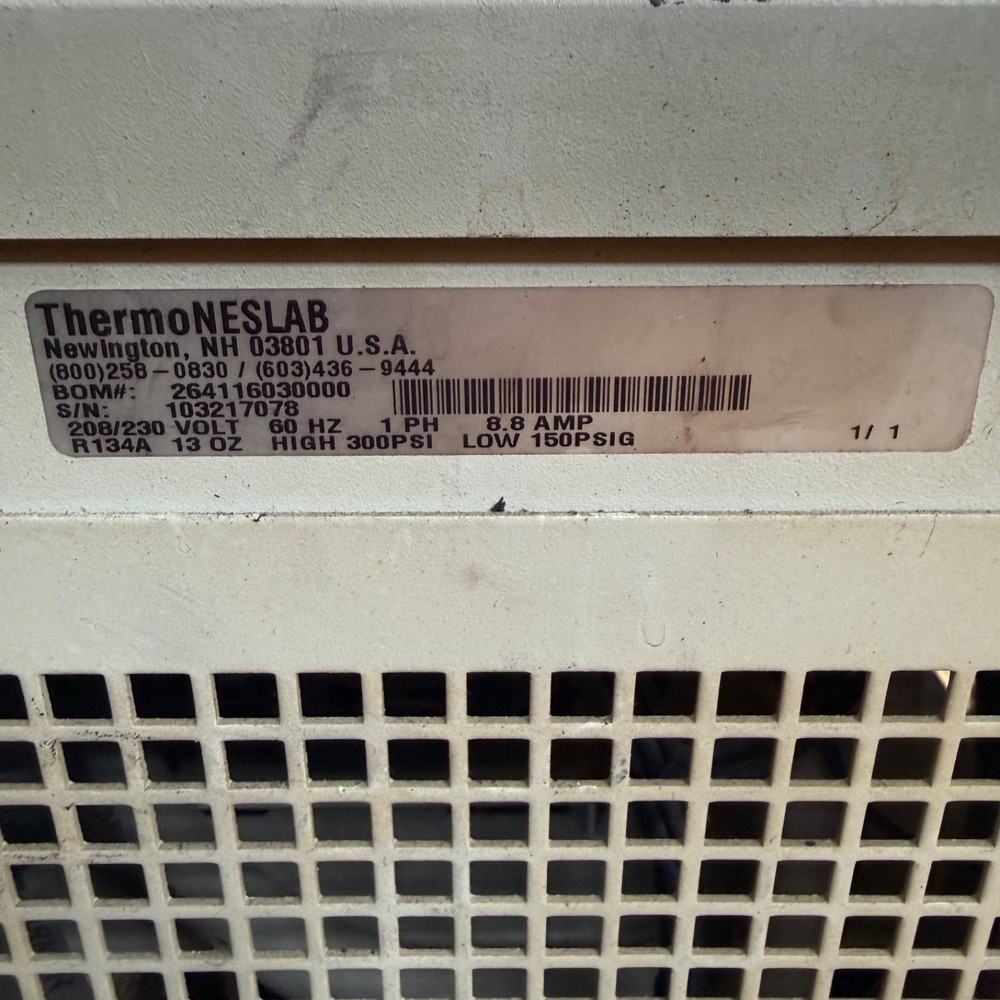 ThermoNESLAB
Newington, NH 03801 U.S.A.
(800)258-0830 / (603)436-9444
BOM#: 264116030000
S/N: 103217078
208/230 VOLT 60 HZ 1 PH 8.8 AMP
R134A 13 OZ HIGH 300PSI LOW 150PSIG 1/ 1